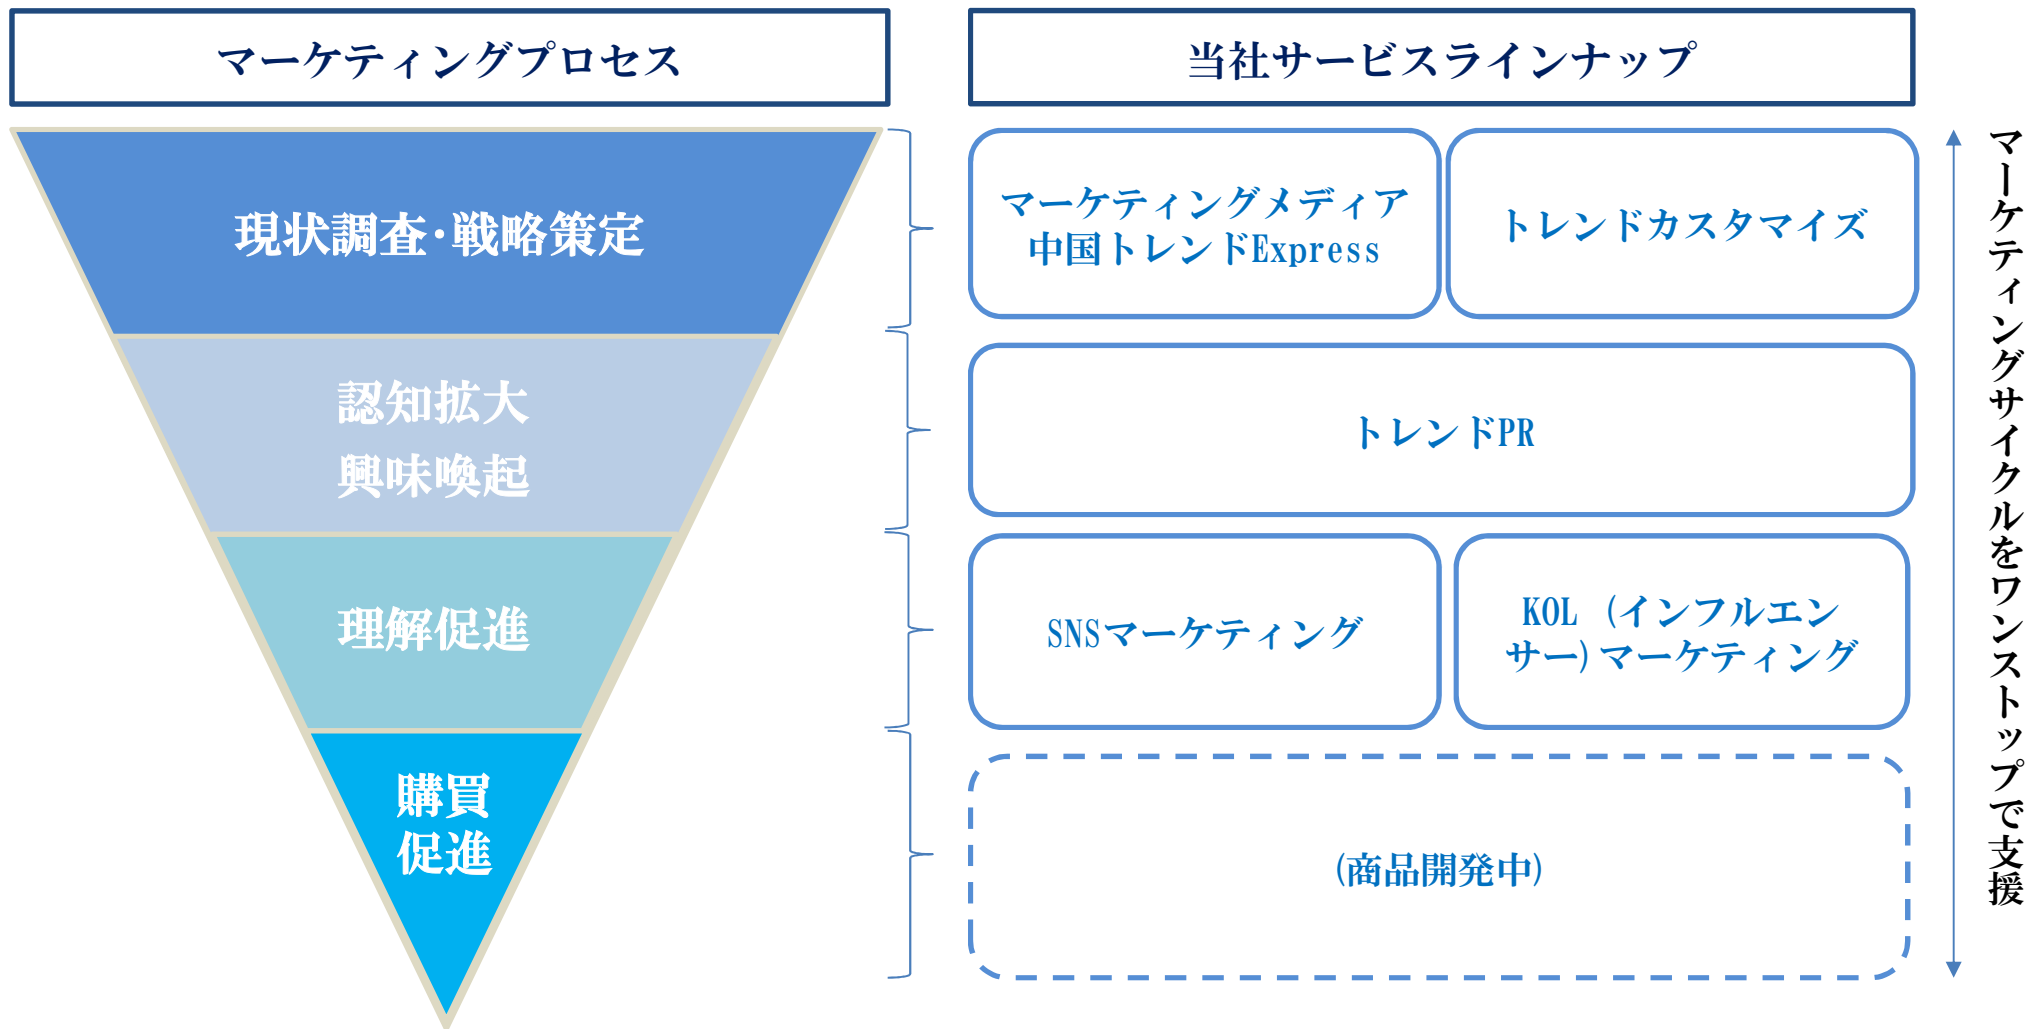 マーケティングプロセス
当社サービスラインナップ
現状調査・戦略策定
マーケティングメディア
中国トレンドExpress
トレンドカスタマイズ
認知拡大
興味喚起
トレンドPR
理解促進
SNSマーケティング
KOL (インフルエン
サー)マーケティング
購買
促進
(商品開発中)
マーケティングサイクルをワンストップで支援